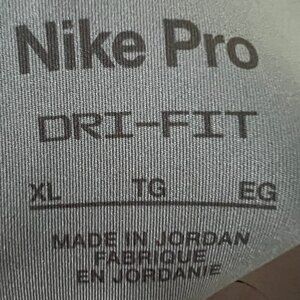 Nike Pro
DRI-FIT
XL TG EG
MADE IN JORDAN
FABRIQUE
EN JORDANIE